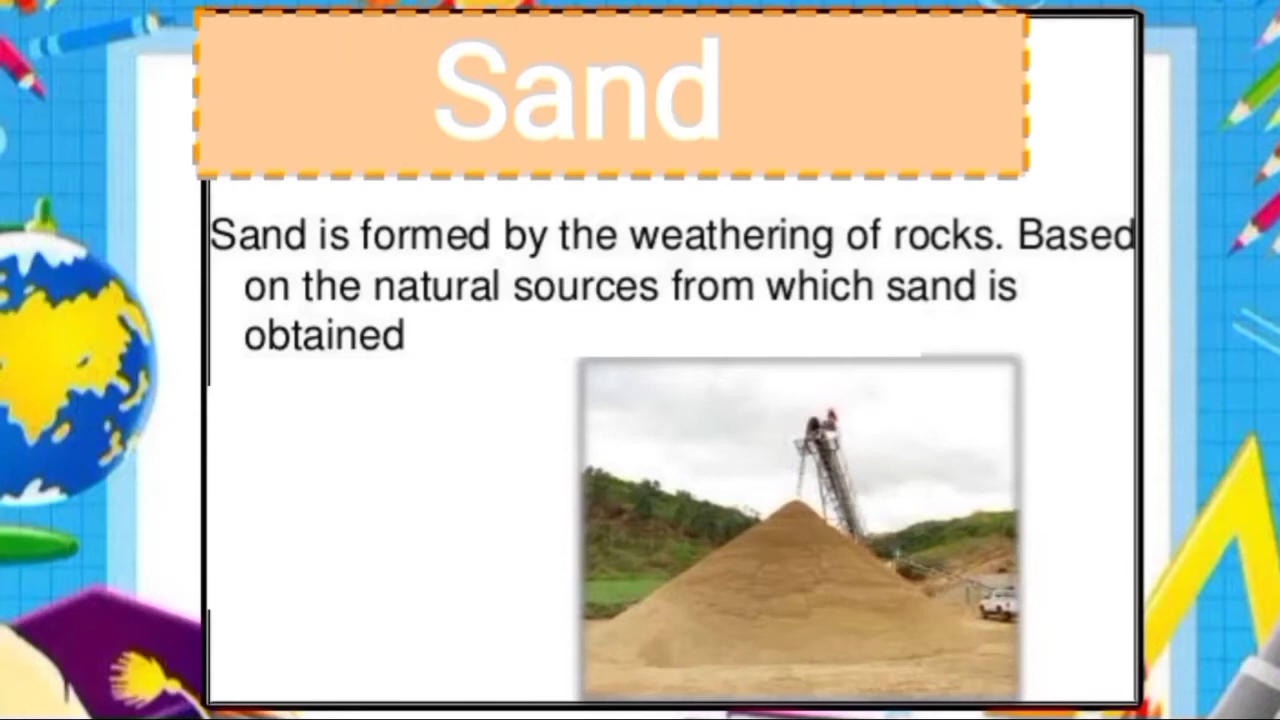 Sand
Sand is formed by the weathering of rocks. Based
on the natural sources from which sand is
obtained